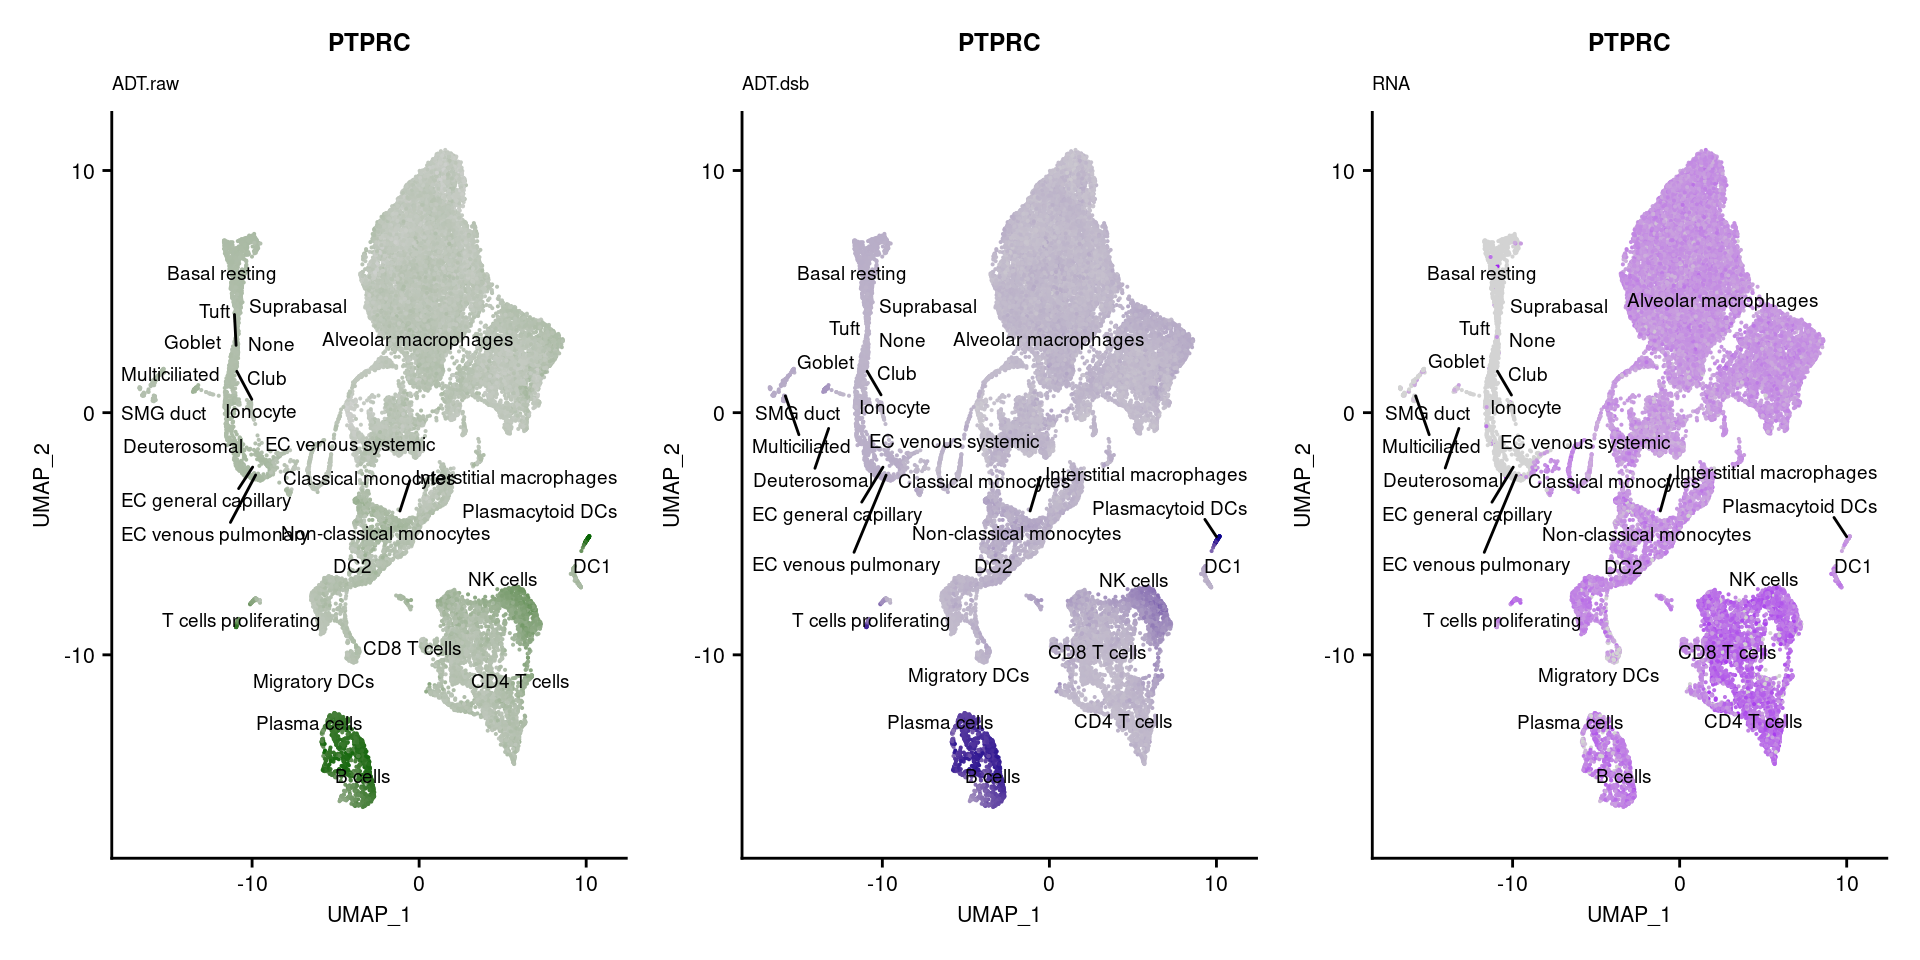 PTPRC
ADT.raw
10
0
-10
UMAP_2
Basal resting
Suprabasal
Tuft
Alveolar macrophages
Goblet
None
Multiciliated
Club
SMG duct
Ionocyte
Deuterosomal
EC venous systemic
Classical monocytes
Interstitial macrophages
EC general capillary
Plasmacytoid DCs
EC venous pulmonary
Non-classical monocytes
DC2
DC1
NK cells
T cells proliferating
CD8 T cells
Migratory DCs
CD4 T cells
Plasma cells
B cells
-10
0
10
UMAP_1
PTPRC
ADT.dsb
10
0
-10
UMAP_2
Basal resting
Suprabasal
Tuft
None
Alveolar macrophages
Goblet
Club
SMG duct
Ionocyte
Multiciliated
EC venous systemic
Deuterosomal
Classical monocytes
Interstitial macrophages
EC general capillary
Plasmacytoid DCs
Non-classical monocytes
EC venous pulmonary
DC2
DC1
NK cells
T cells proliferating
CD8 T cells
Migratory DCs
Plasma cells
CD4 T cells
B cells
-10
0
10
UMAP_1
PTPRC
RNA
10
0
-10
UMAP_2
Basal resting
Suprabasal
Alveolar macrophages
Tuft
None
Goblet
Club
SMG duct
Ionocyte
Multiciliated
EC venous systemic
Deuterosomal
Classical monocytes
Interstitial macrophages
EC general capillary
Plasmacytoid DCs
Non-classical monocytes
EC venous pulmonary
DC2
DC1
NK cells
T cells proliferating
CD8 T cells
Migratory DCs
Plasma cells
CD4 T cells
B cells
-10
0
10
UMAP_1